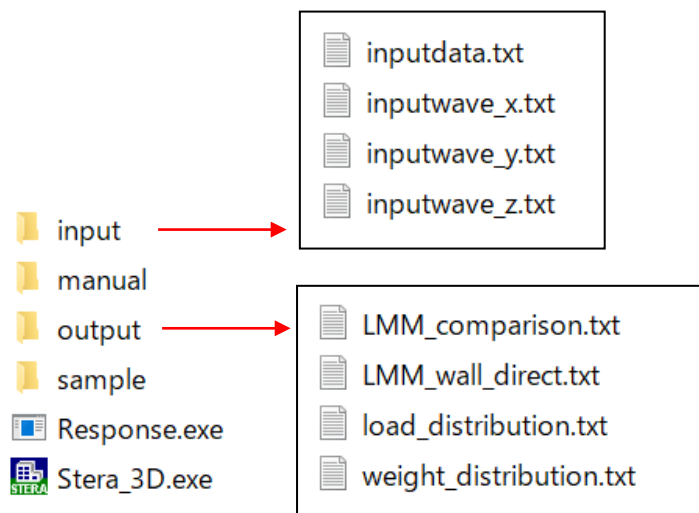 inputdata.txt
inputwave_x.txt
inputwave_y.txt
inputwave_z.txt
input
manual
output
sample
Response.exe
STERA
Stera_3D.exe
LMM_comparison.txt
LMM_wall_direct.txt
load_distribution.txt
weight_distribution.txt